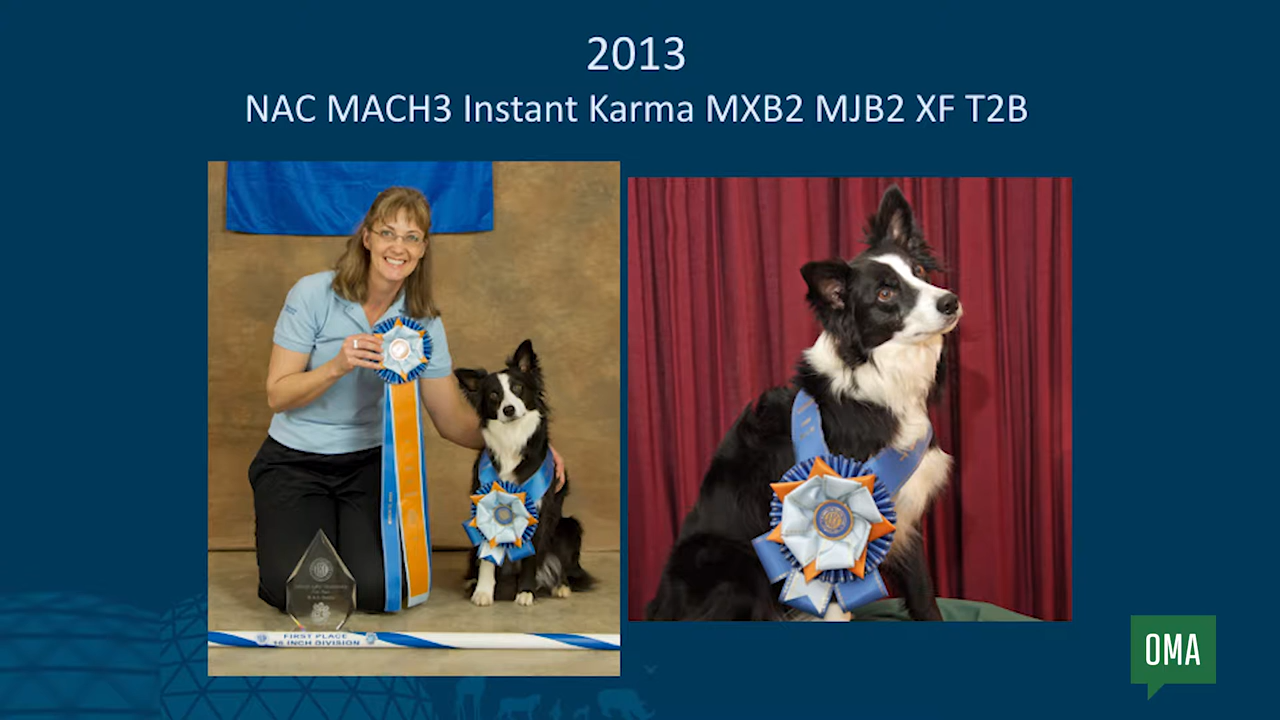 2013
NAC MACH3 Instant Karma MXB2 MJB2 XF T2B
FIRST PLACE
16 INCH DIVISION
OMA